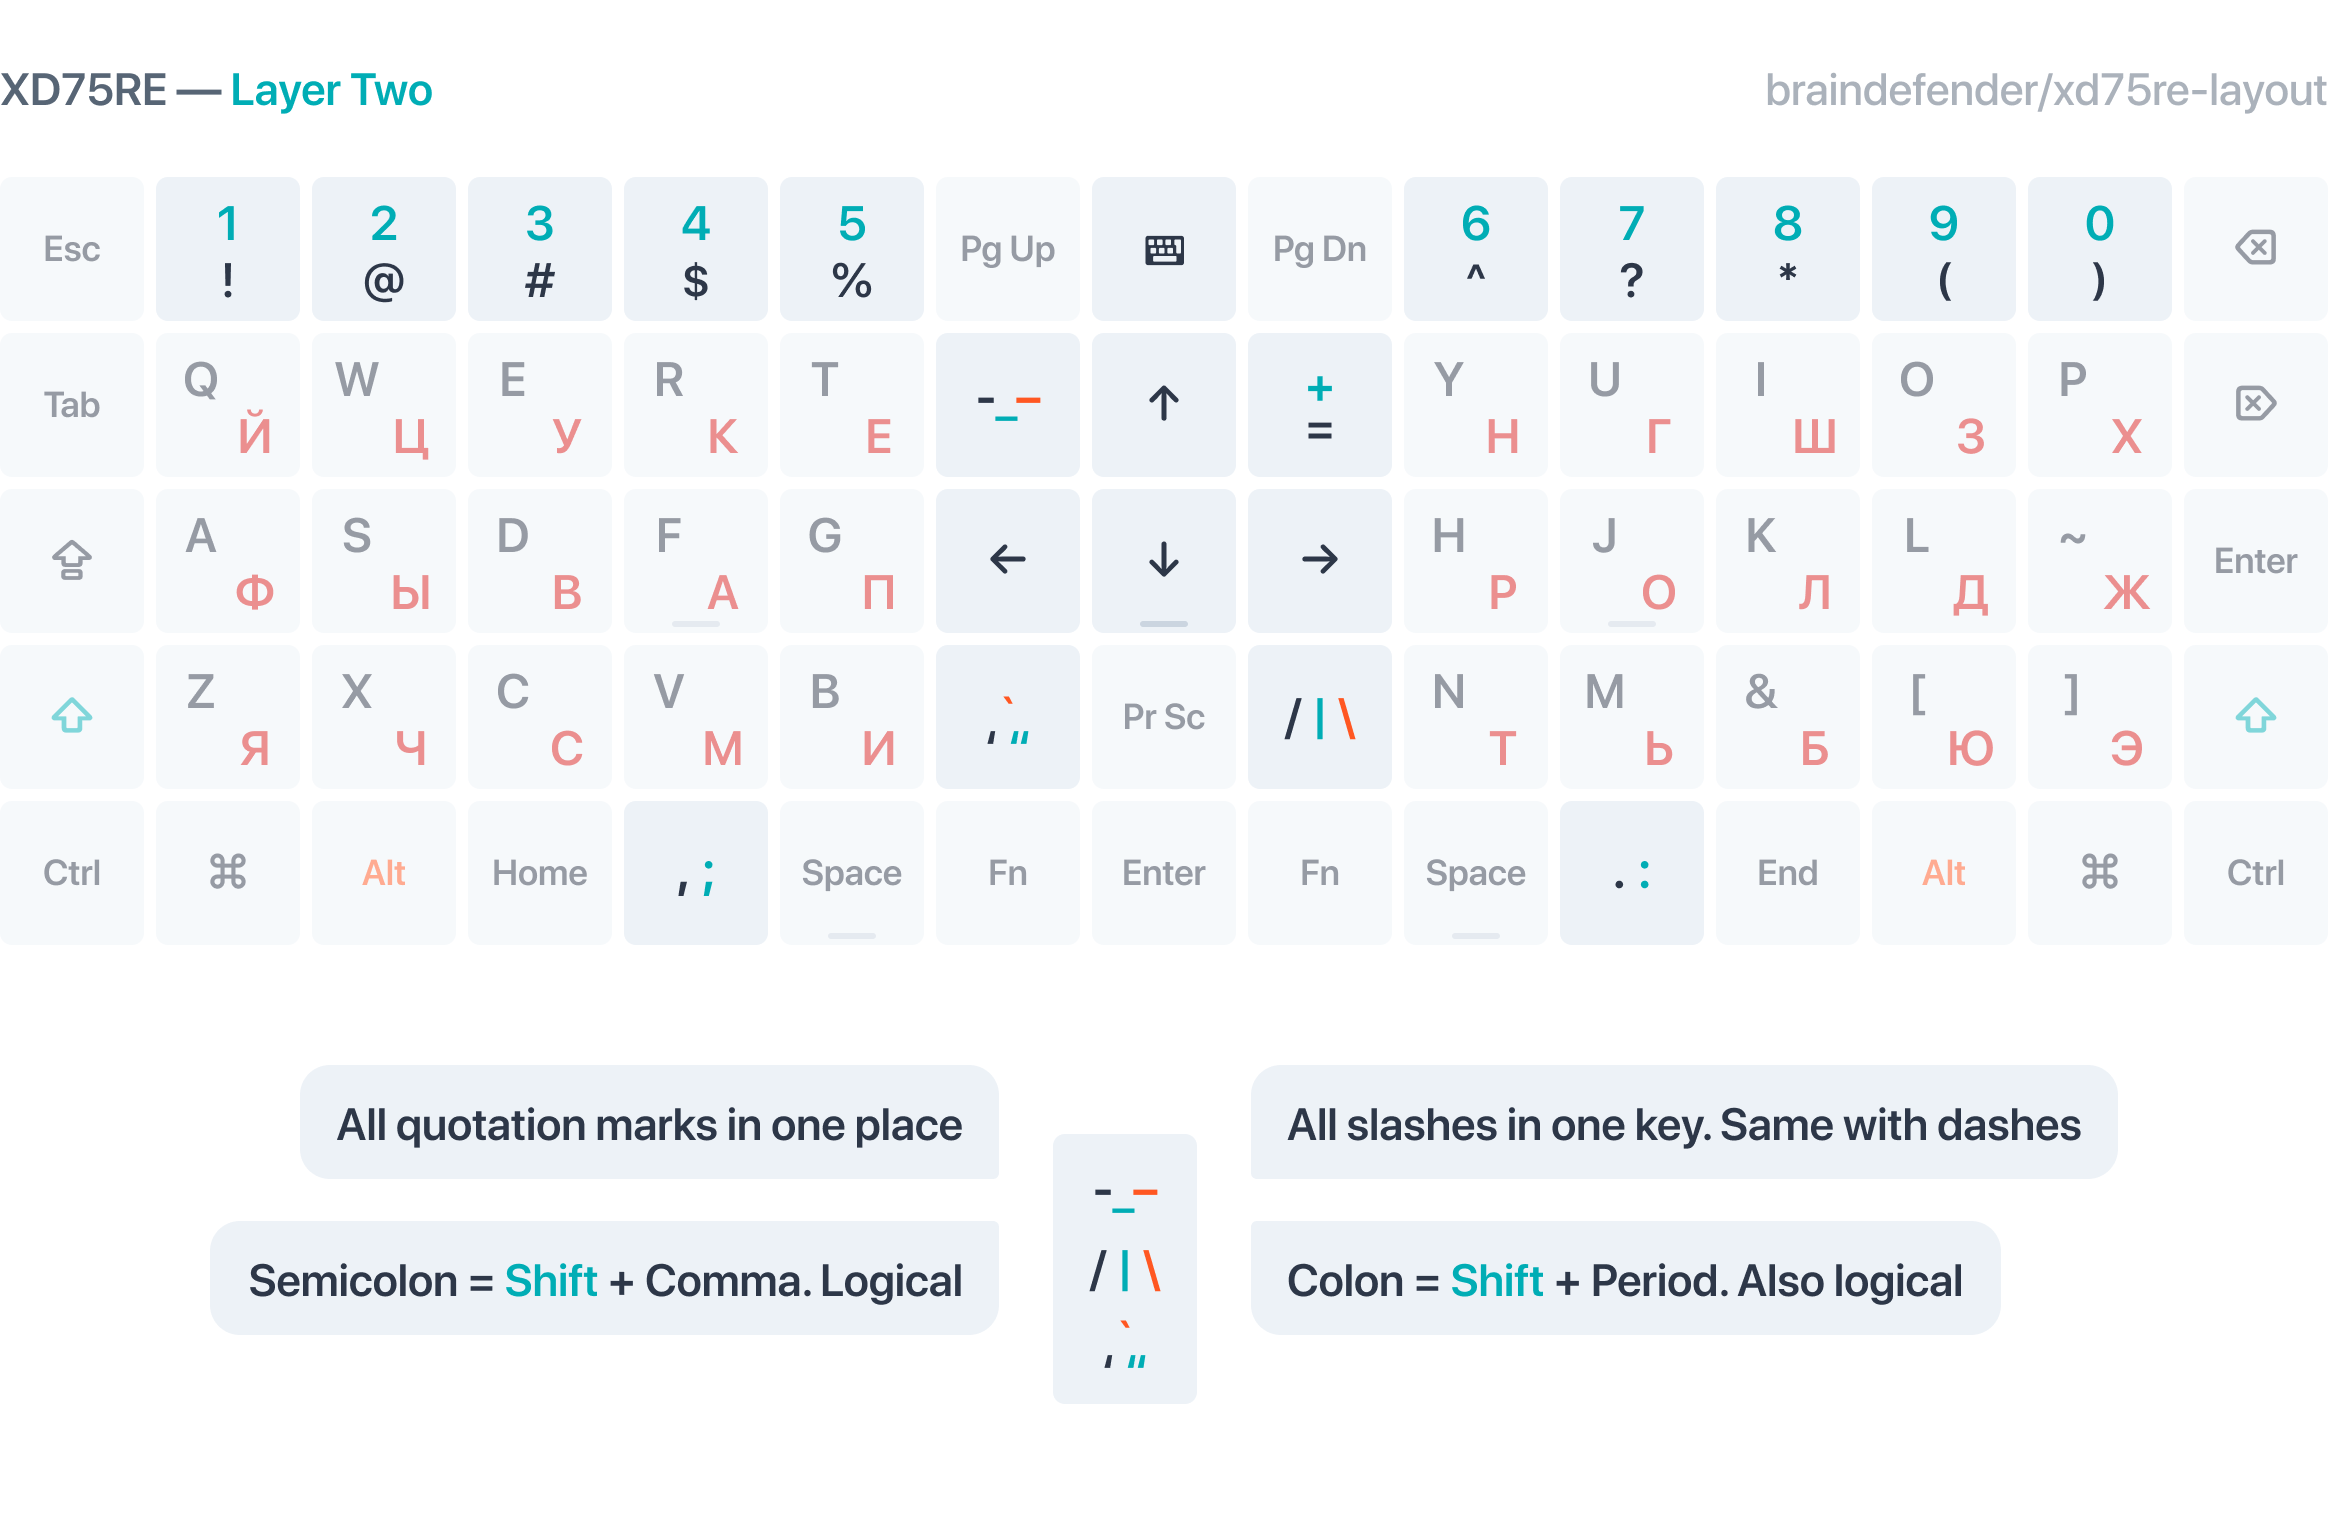 XD75RE — Layer Two
braindefender/xd75re-layout
Esc 1 2 3 4 5 Pg Up Pg Dn 6 7 8 9 0
! @ # $ % ^ ? * ( )
Tab Q W E R T - _ – + Y U I O P
Й Ц У К Е = Н Г Ш З Х
A S D F G ← ↑ ↓ → H J K L ~ Enter
Ф Ы В А П Р О Л Д Ж
Z X C V B ' ` " Pr Sc / | \ N M & [ ]
Я Ч С М И Т Ь Б Ю Э
Ctrl ⌘ Alt Home , ; Space Fn Enter Fn Space . : End Alt ⌘ Ctrl
All quotation marks in one place
All slashes in one key. Same with dashes
- _ –
Semicolon = Shift + Comma. Logical
/ | \
Colon = Shift + Period. Also logical
' ` "